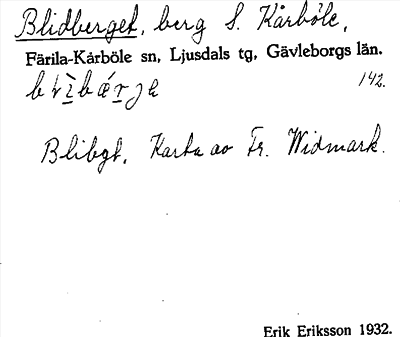 Blidberget, berg S. Kårböle,
Färila-Kårböle sn, Ljusdals tg, Gävleborgs län.
142.
Blibgt, Karta av Fr. Widmark.
Erik Eriksson 1932.